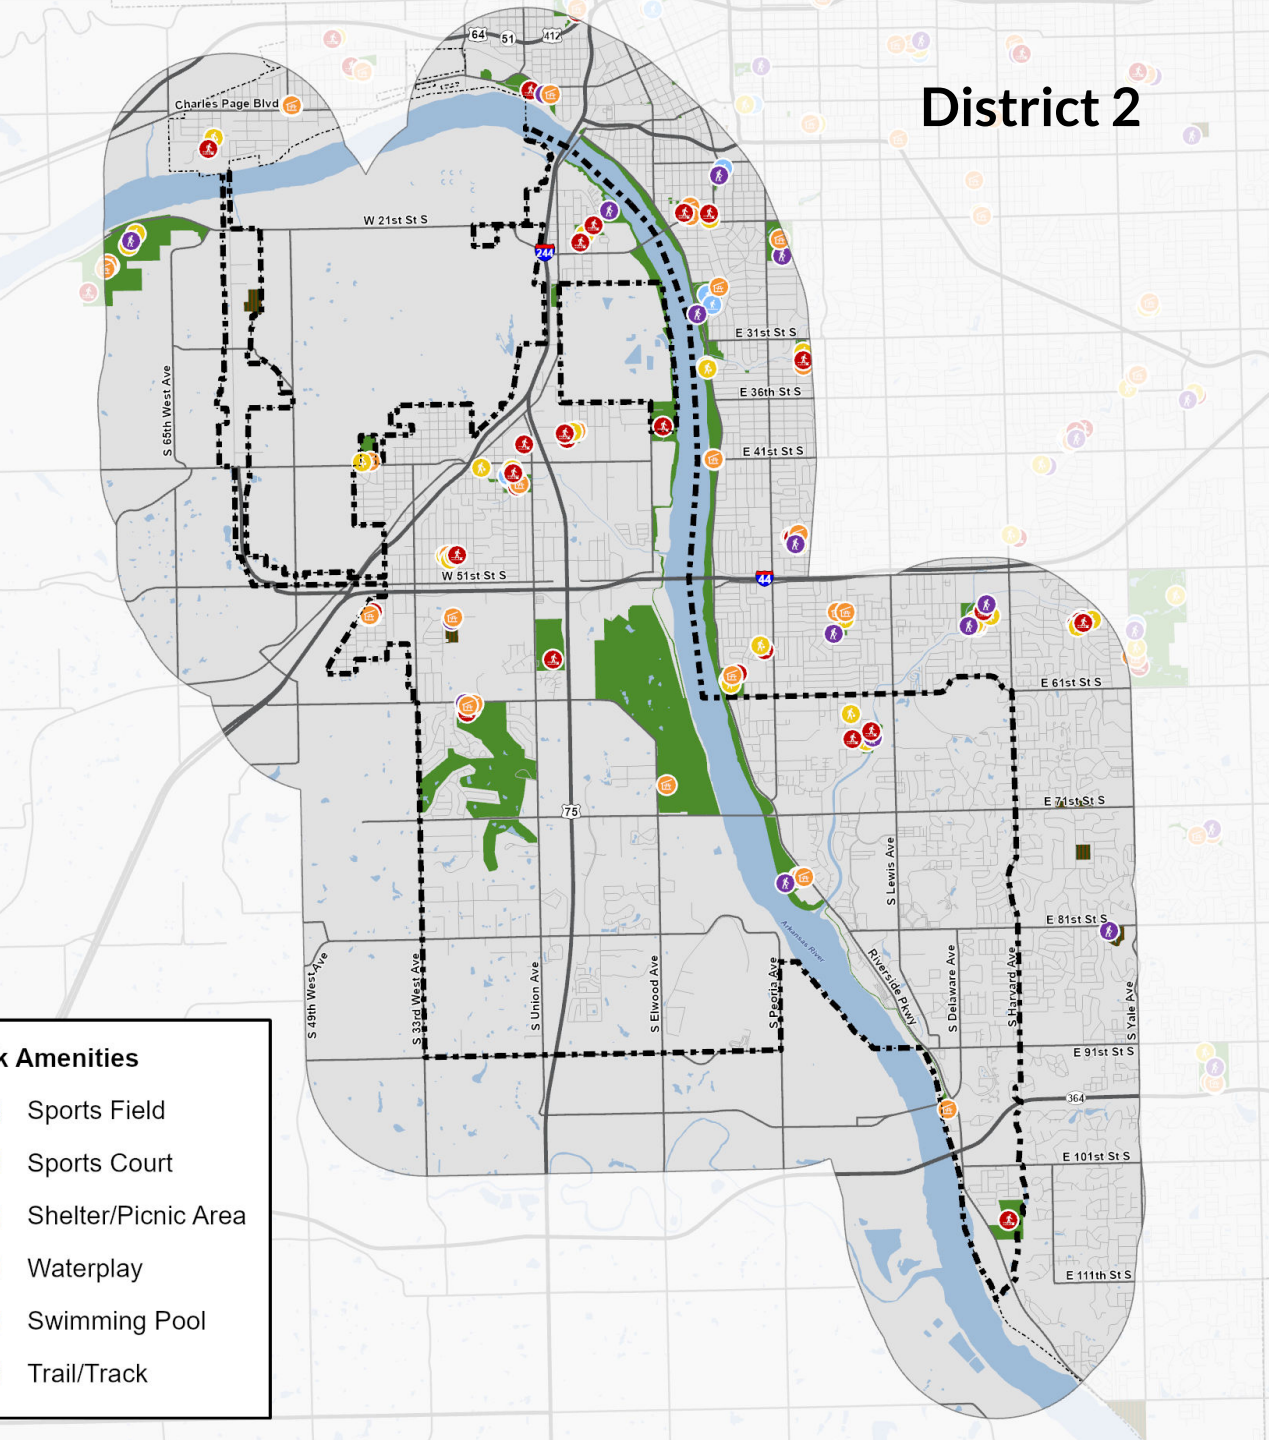 64
51
412
District 2
Charles Page Blvd
W 21st St S
244
E 31st St S
S 65th West Ave
E 36th St S
E 41st St S
W 51st St S
44
E 61st St S
E 71st St S
75
S Lewis Ave
E 81st St S
Arkansas River
S 49th West Ave
S 33rd West Ave
S Union Ave
S Elwood Ave
S Peoria Ave
Riverside Pkwy
S Delaware Ave
S Harvard Ave
S Yale Ave
E 91st St S
364
E 101st St S
E 111th St S
k Amenities
Sports Field
Sports Court
Shelter/Picnic Area
Waterplay
Swimming Pool
Trail/Track